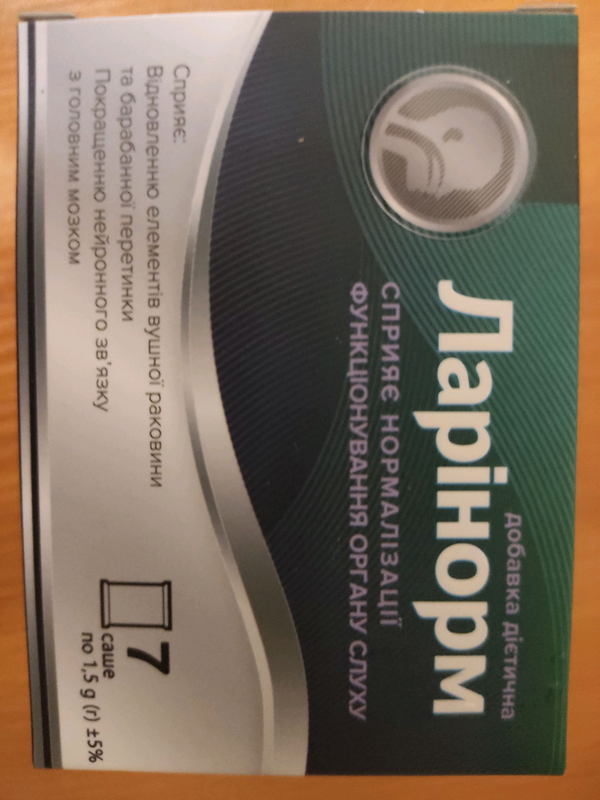 добавка дієтична
Ларінорм
СПРИЯЄ НОРМАЛІЗАЦІЇ
ФУНКЦІОНУВАННЯ ОРГАНУ СЛУХУ
Сприяє:
Відновленню елементів вушної раковини
та барабанної перетинки
Покращенню нейронного зв'язку
з головним мозком
7
саше
по 1,5 g (г) ±5%